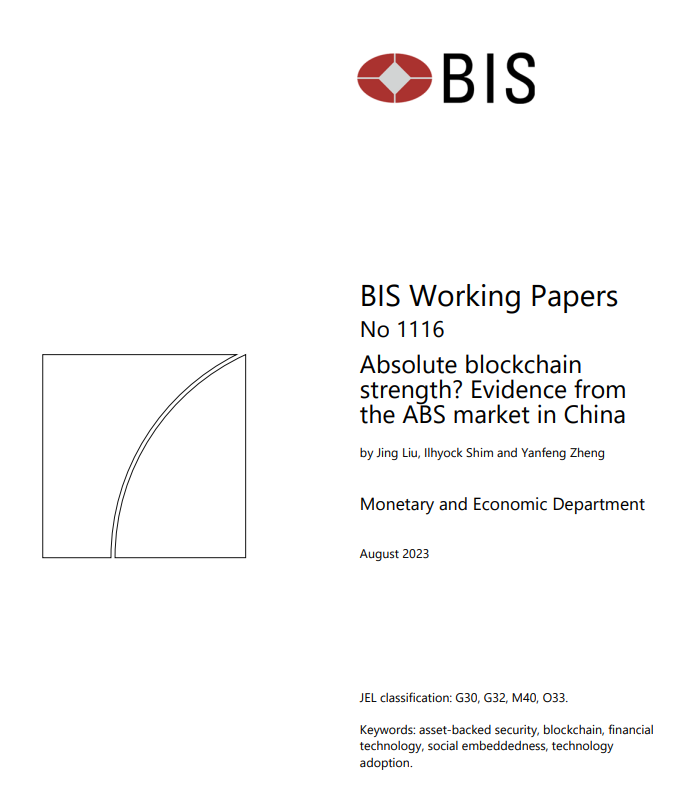 BIS
BIS Working Papers
No 1116
Absolute blockchain
strength? Evidence from
the ABS market in China
by Jing Liu, Ilhyock Shim and Yanfeng Zheng
Monetary and Economic Department
August 2023
JEL classification: G30, G32, M40, O33.
Keywords: asset-backed security, blockchain, financial
technology, social embeddedness, technology
adoption.